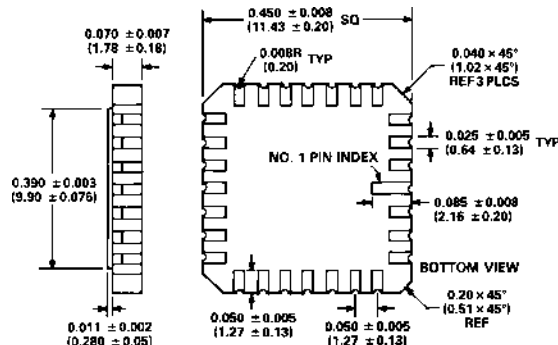 0.070 ± 0.007
(1.78 ± 0.18)
0.450 ± 0.008 SQ
(11.43 ± 0.20)
0.008R TYP
(0.20)
0.040 × 45°
(1.02 × 45°)
REF 3 PLCS
0.025 ± 0.005 TYP
(0.64 ± 0.13)
NO. 1 PIN INDEX
0.390 ± 0.003
(9.90 ± 0.076)
0.085 ± 0.008
(2.16 ± 0.20)
BOTTOM VIEW
0.20 × 45°
(0.51 × 45°)
REF
0.011 ± 0.002
(0.280 ± 0.05)
0.050 ± 0.005
(1.27 ± 0.13)
0.050 ± 0.005
(1.27 ± 0.13)